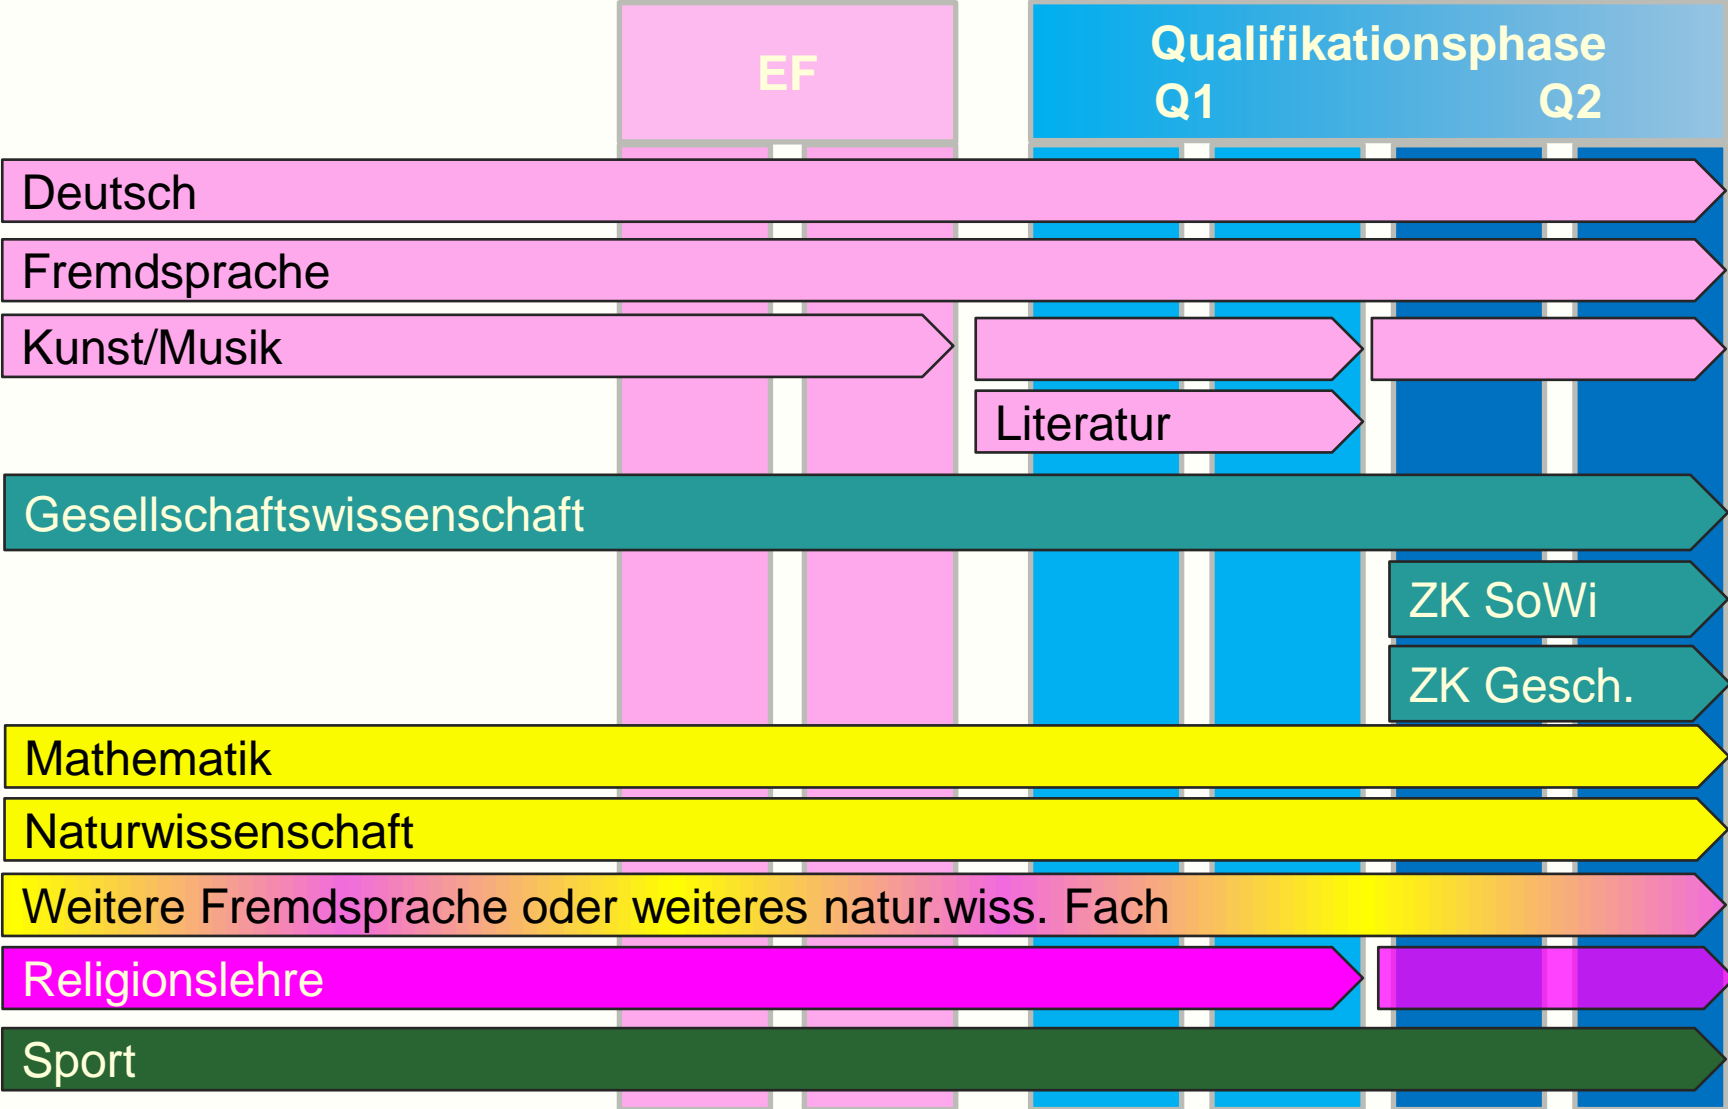 EF
Qualifikationsphase
Q1 Q2
Deutsch
Fremdsprache
Kunst/Musik
Literatur
Gesellschaftswissenschaft
ZK SoWi
ZK Gesch.
Mathematik
Naturwissenschaft
Weitere Fremdsprache oder weiteres natur.wiss. Fach
Religionslehre
Sport